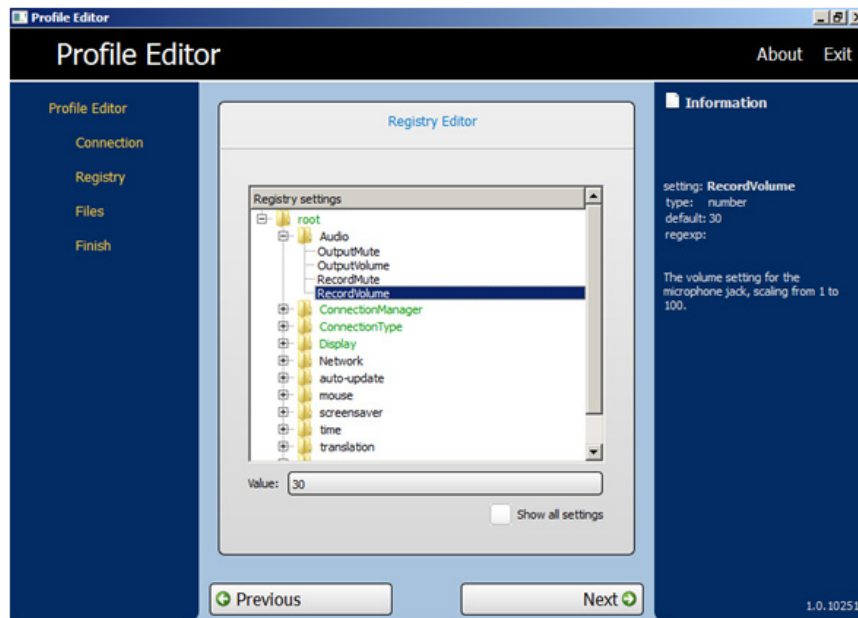 Profile Editor
Profile Editor
About Exit
Profile Editor
Connection
Registry
Files
Finish
Registry Editor
Registry settings
root
Audio
OutputMute
OutputVolume
RecordMute
RecordVolume
ConnectionManager
ConnectionType
Display
Network
auto-update
mouse
screensaver
time
translation
Value: 30
Show all settings
Previous
Next
Information
setting: RecordVolume
type: number
default: 30
regexp:
The volume setting for the
microphone jack, scaling from 1 to
100.
1.0.10251